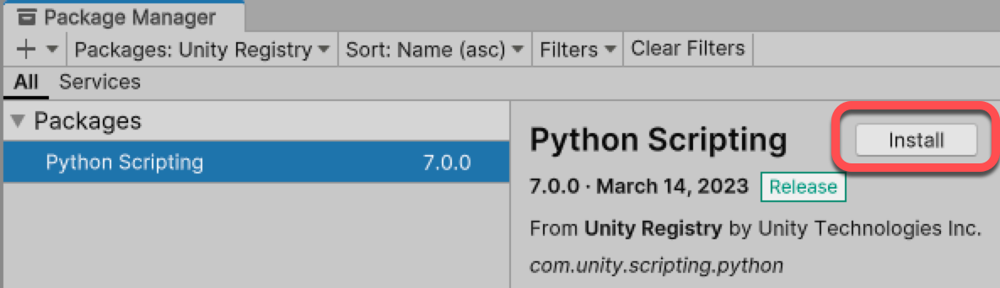 Package Manager
Packages: Unity Registry Sort: Name (asc) Filters Clear Filters
All Services
Packages
Python Scripting 7.0.0
Python Scripting Install
7.0.0 · March 14, 2023 Release
From Unity Registry by Unity Technologies Inc.
com.unity.scripting.python